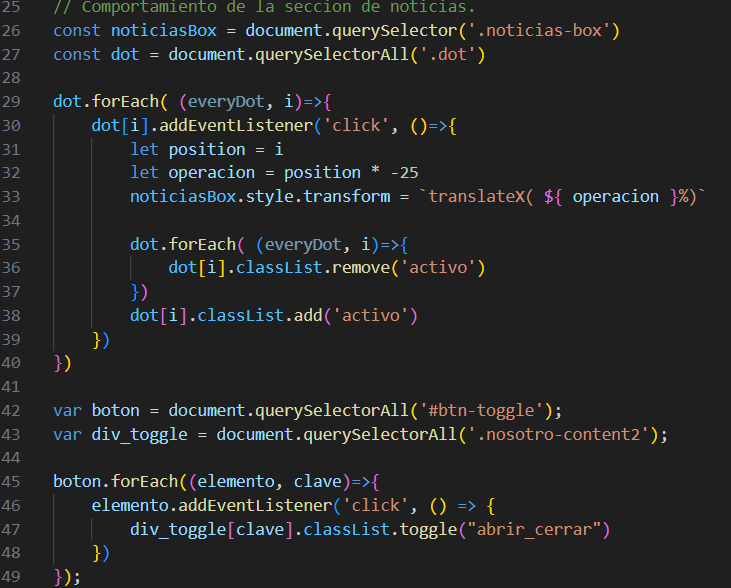 25 // Comportamiento de la seccion de noticias.
26 const noticiasBox = document.querySelector('.noticias-box')
27 const dot = document.querySelectorAll('.dot')
28
29 dot.forEach( (everyDot, i)=>{
30     dot[i].addEventListener('click', ()=>{
31         let position = i
32         let operacion = position * -25
33         noticiasBox.style.transform = `translateX( ${ operacion }%)`
34
35         dot.forEach( (everyDot, i)=>{
36             dot[i].classList.remove('activo')
37         })
38         dot[i].classList.add('activo')
39     })
40 })
41
42 var boton = document.querySelectorAll('#btn-toggle');
43 var div_toggle = document.querySelectorAll('.nosotro-content2');
44
45 boton.forEach((elemento, clave)=>{
46     elemento.addEventListener('click', () => {
47         div_toggle[clave].classList.toggle("abrir_cerrar")
48     })
49 });